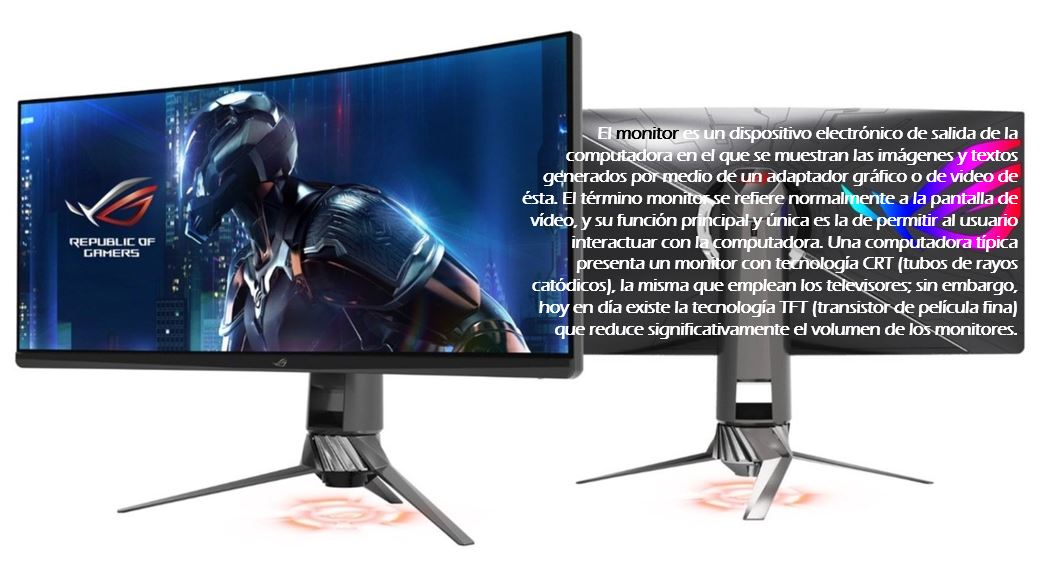 REPUBLIC OF
GAMERS
El monitor es un dispositivo electrónico de salida de la
computadora en el que se muestran las imágenes y textos
generados por medio de un adaptador gráfico o de video de
ésta. El término monitor se refiere normalmente a la pantalla de
vídeo, y su función principal y única es la de permitir al usuario
interactuar con la computadora. Una computadora típica
presenta un monitor con tecnología CRT (tubos de rayos
catódicos), la misma que emplean los televisores; sin embargo,
hoy en día existe la tecnología TFT (transistor de película fina)
que reduce significativamente el volumen de los monitores.